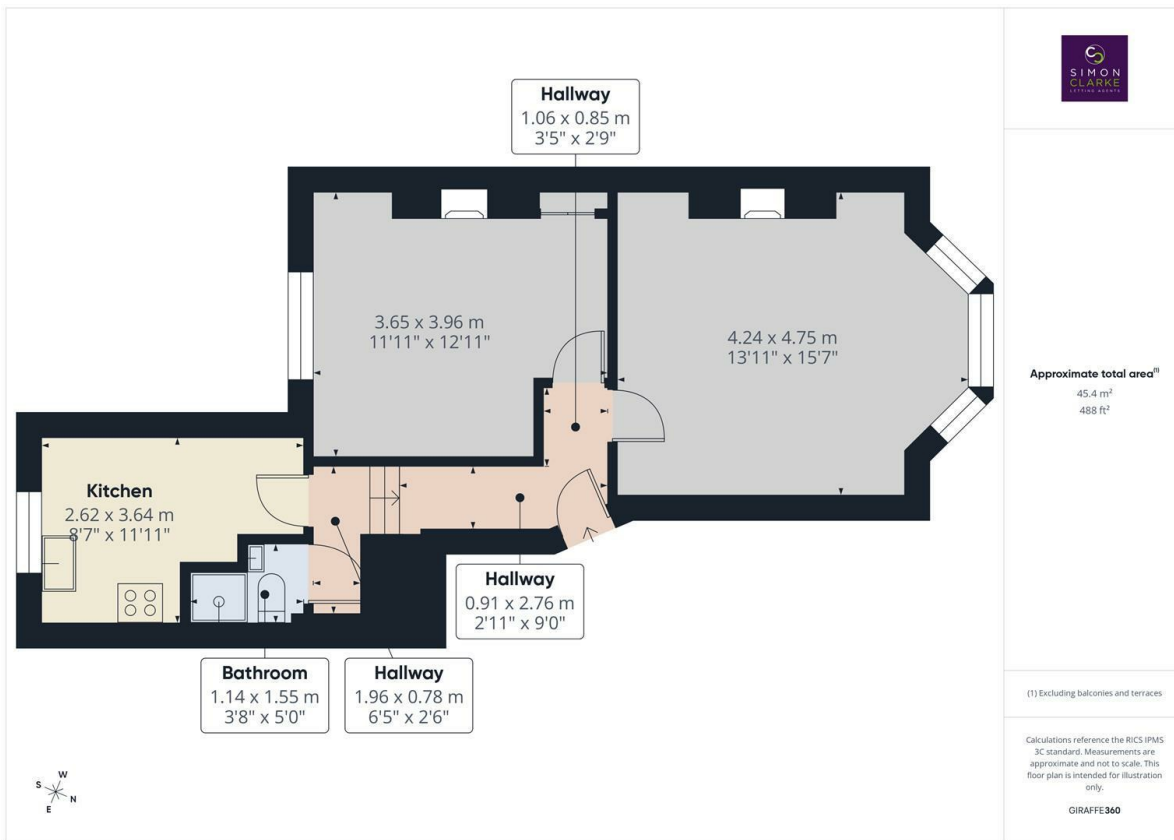 SIMON
CLARKE
LETTING AGENTS
Hallway
1.06 x 0.85 m
3'5" x 2'9"
3.65 x 3.96 m
11'11" x 12'11"
4.24 x 4.75 m
13'11" x 15'7"
Kitchen
2.62 x 3.64 m
8'7" x 11'11"
Hallway
0.91 x 2.76 m
2'11" x 9'0"
Bathroom
1.14 x 1.55 m
3'8" x 5'0"
Hallway
1.96 x 0.78 m
6'5" x 2'6"
S W
E N
Approximate total area(1)
45.4 m²
488 ft²
(1) Excluding balconies and terraces
Calculations reference the RICS IPMS
3C standard. Measurements are
approximate and not to scale. This
floor plan is intended for illustration
only.
GIRAFFE360